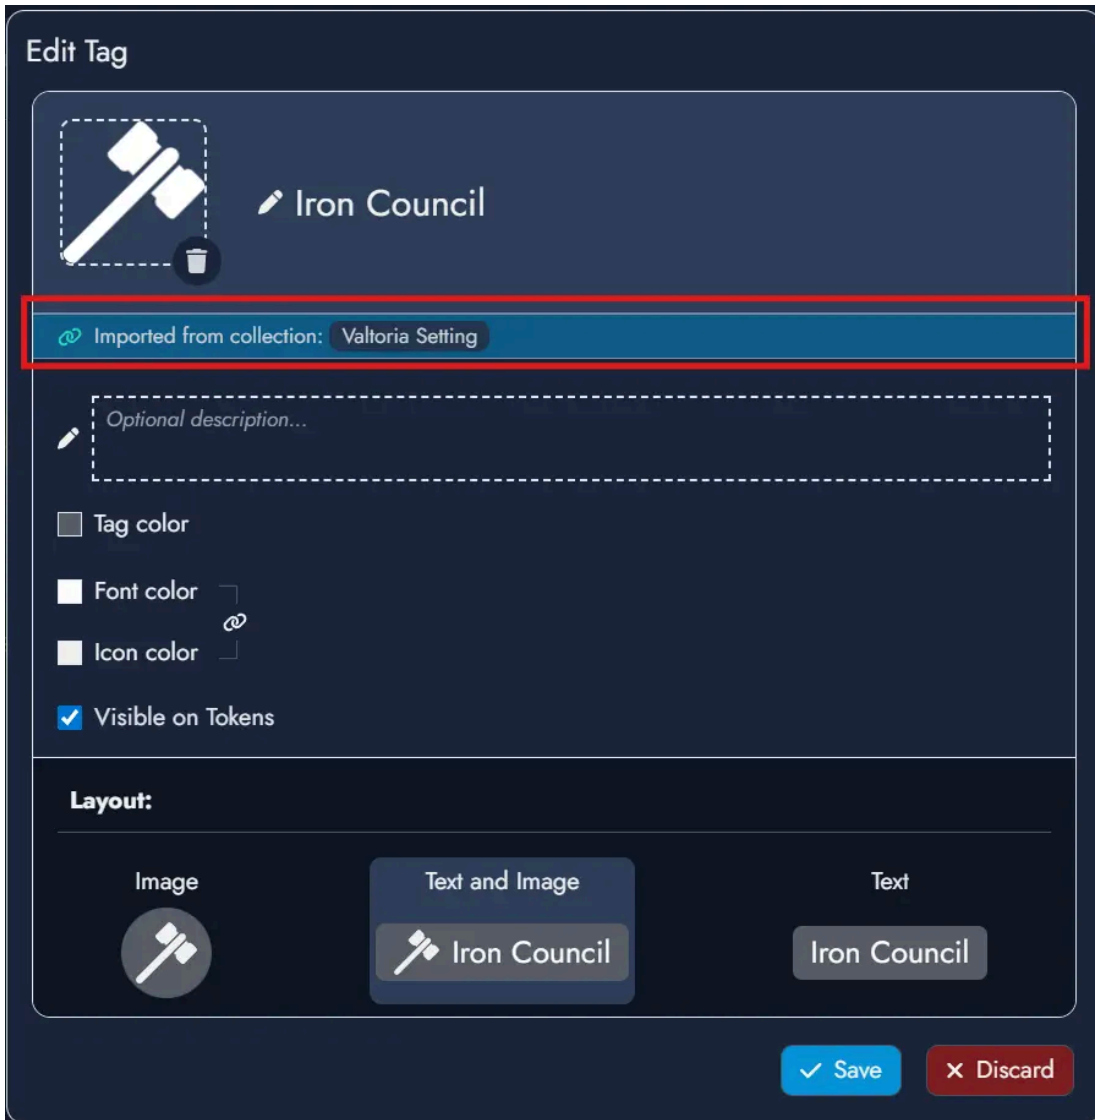 Edit Tag
Iron Council
Imported from collection: Valtoria Setting
Optional description...
Tag color
Font color
Icon color
Visible on Tokens
Layout:
Image Text and Image Text
Iron Council Iron Council
Save Discard